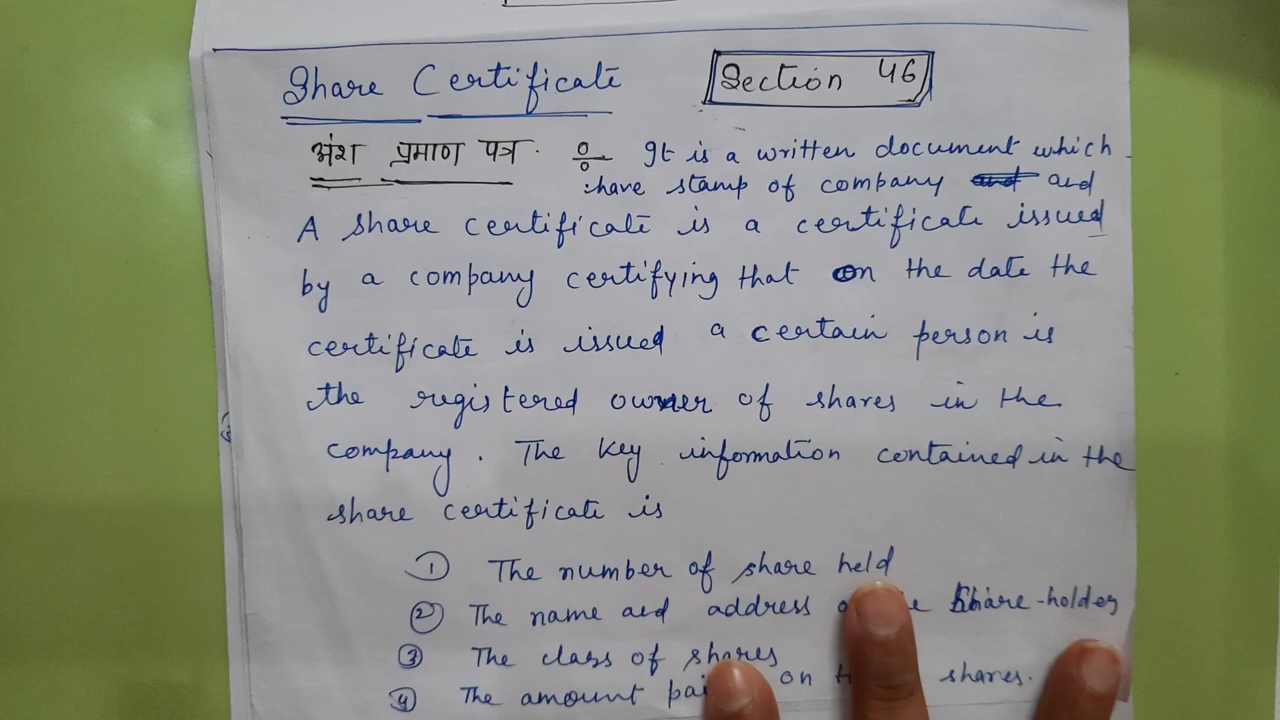 Share Certificate
Section 46
अंश प्रमाण पत्र ÷ It is a written document which
have stamp of company and and
A share certificate is a certificate issued
by a company certifying that on the date the
certificate is issued a certain person is
the registered owner of shares in the
company. The key information contained in the
share certificate is
① The number of share held
② The name and address Share-holder
③ The class of shares
④ The amount on shares.